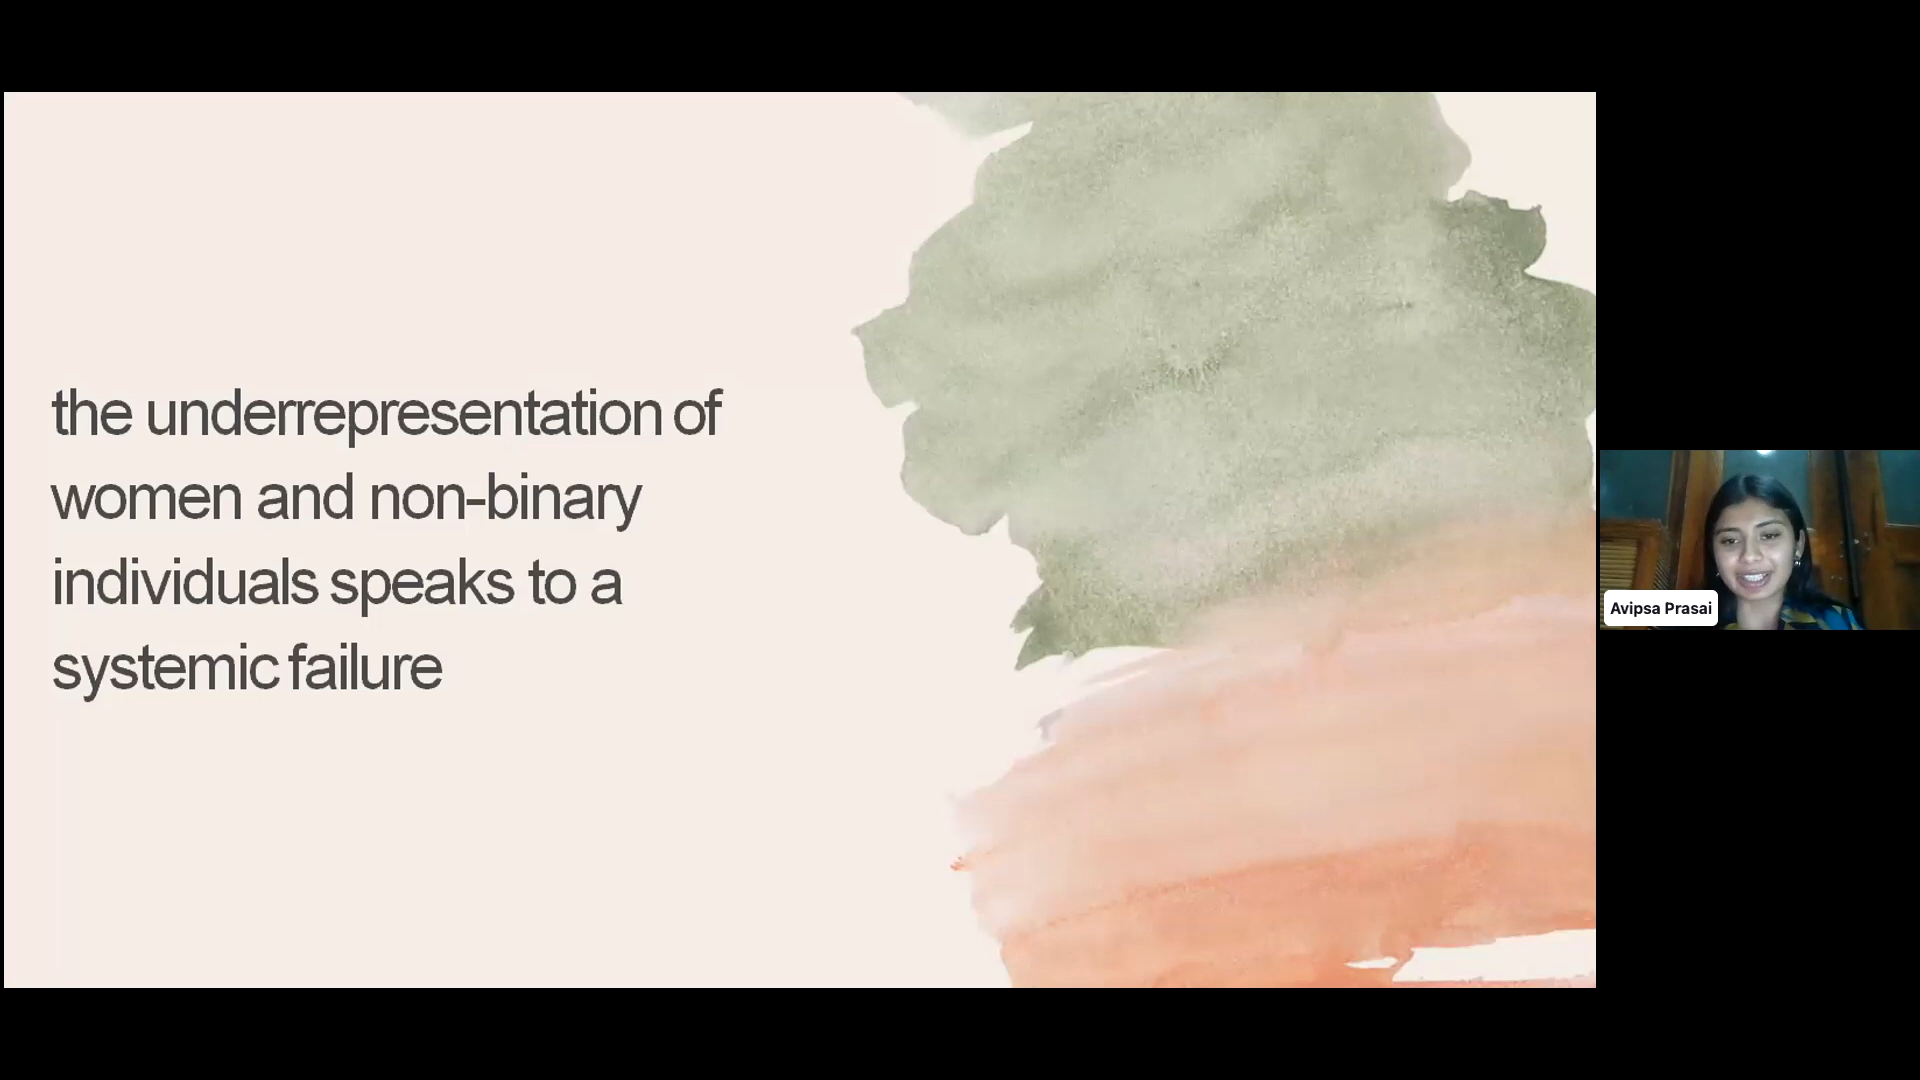 the underrepresentation of
women and non-binary
individuals speaks to a
systemic failure
Avipsa Prasai